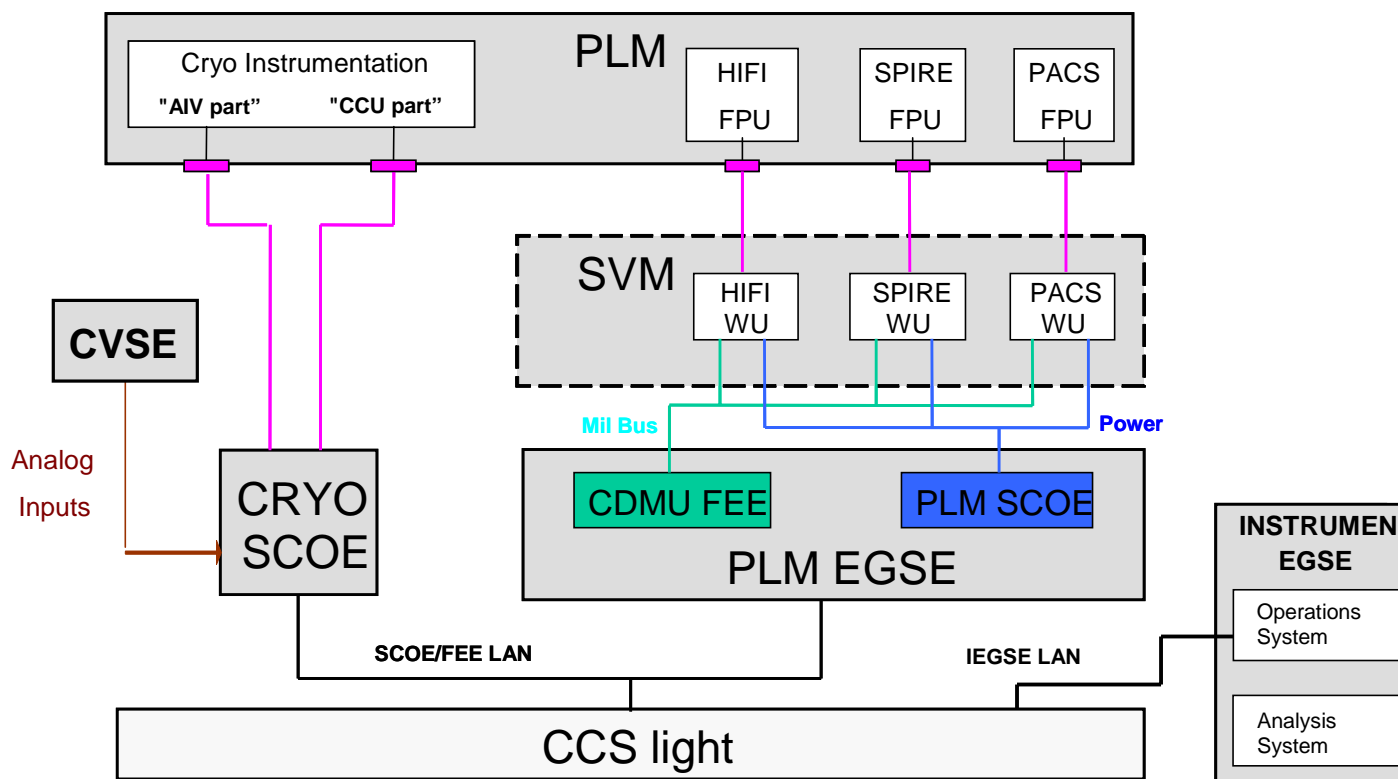 PLM
Cryo Instrumentation
"AIV part”
"CCU part”
HIFI
FPU
SPIRE
FPU
PACS
FPU
SVM
HIFI
WU
SPIRE
WU
PACS
WU
CVSE
Mil Bus
Power
Analog
Inputs
CRYO
SCOE
CDMU FEE
PLM SCOE
PLM EGSE
INSTRUMEN
EGSE
Operations
System
SCOE/FEE LAN
IEGSE LAN
Analysis
System
CCS light